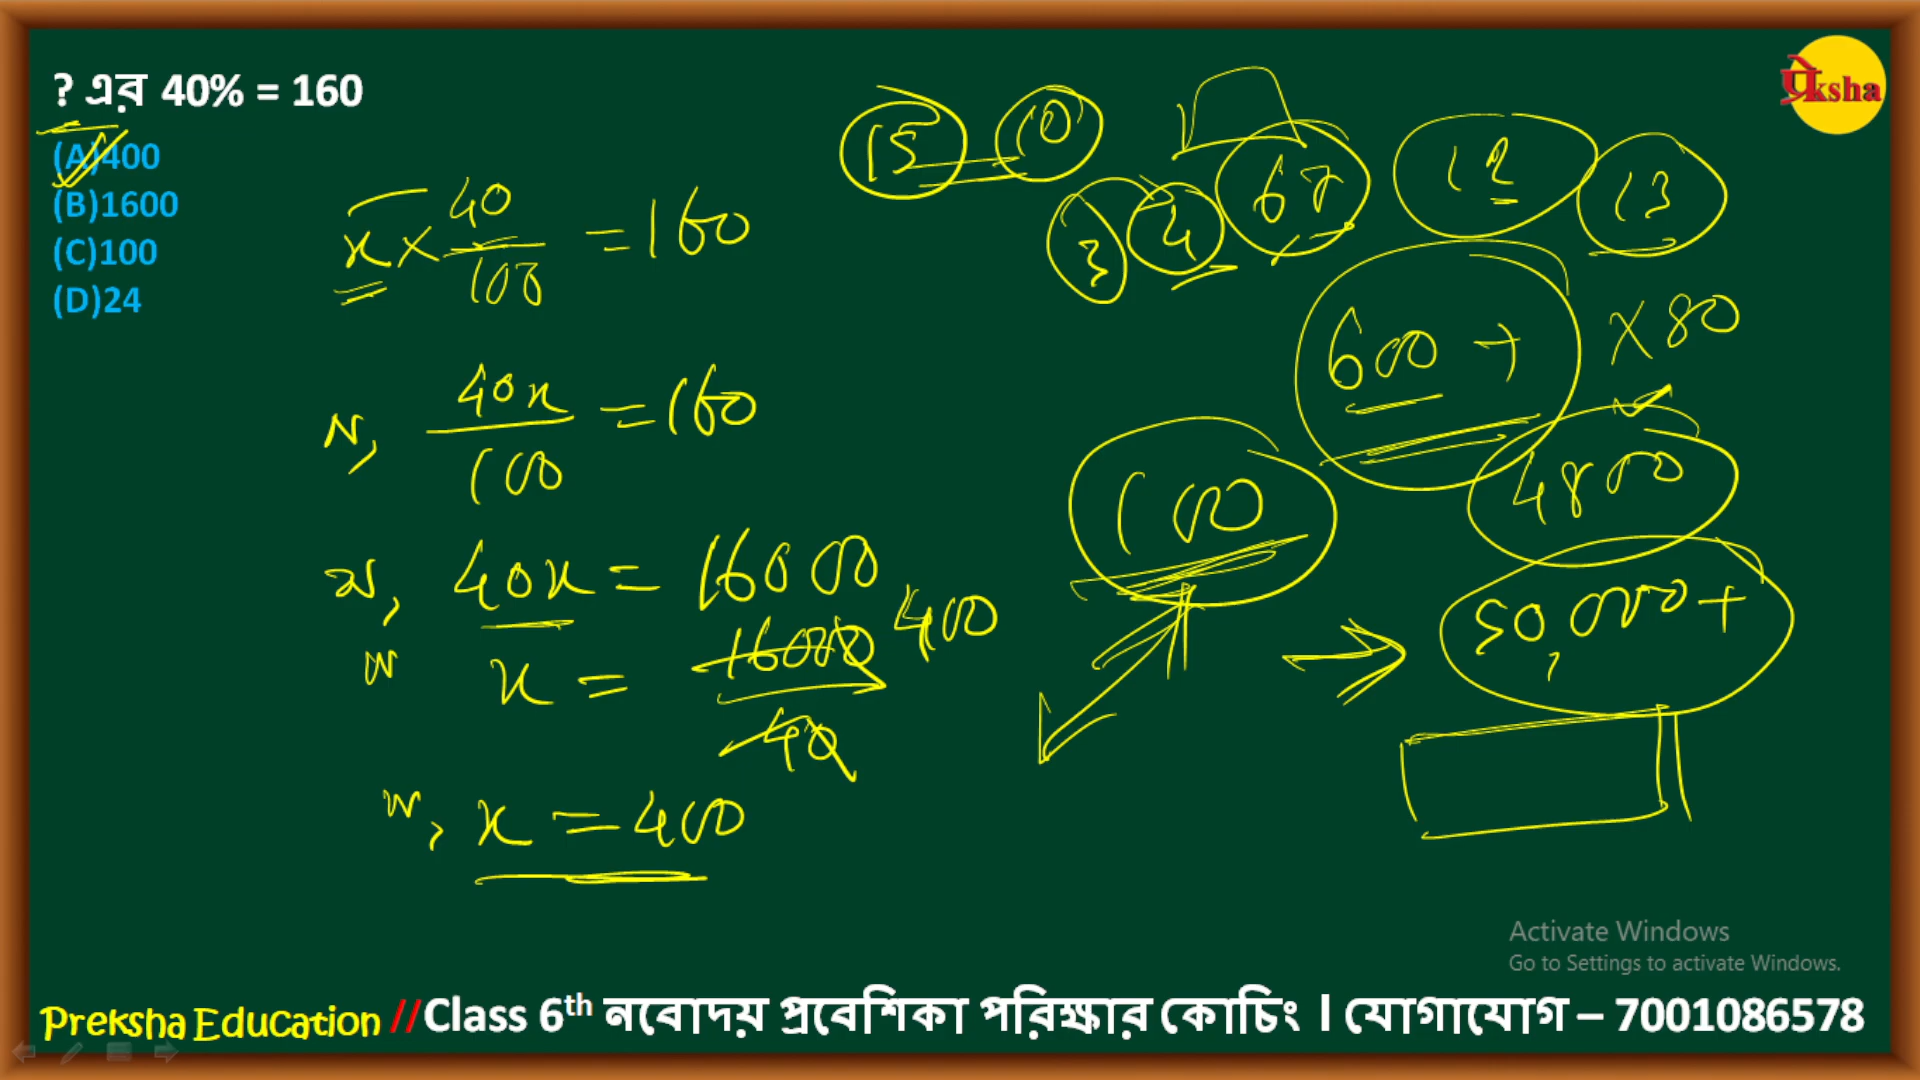 ? এর 40% = 160
(A)400
(B)1600
(C)100
(D)24
x × 40/100 = 160
বা, 40x/100 = 160
বা, 40x = 16000
বা x = 16000/40 400
বা, x = 400
15 10
3 4 67 12 13
600 + × 80
100 4800
50,000 +
প্রেksha
Activate Windows
Go to Settings to activate Windows.
Preksha Education //Class 6th নবোদয় প্রবেশিকা পরিক্ষার কোচিং । যোগাযোগ – 7001086578